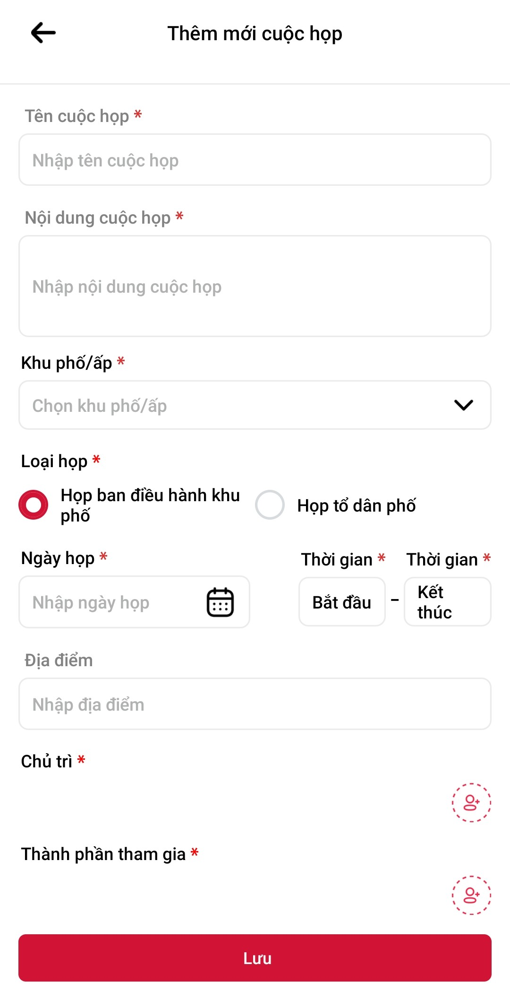 Thêm mới cuộc họp
Tên cuộc họp *
Nhập tên cuộc họp
Nội dung cuộc họp *
Nhập nội dung cuộc họp
Khu phố/ấp *
Chọn khu phố/ấp
Loại họp *
Họp ban điều hành khu
phố
Họp tổ dân phố
Ngày họp *
Thời gian * Thời gian *
Nhập ngày họp
Bắt đầu -
Kết
thúc
Địa điểm
Nhập địa điểm
Chủ trì *
Thành phần tham gia *
Lưu